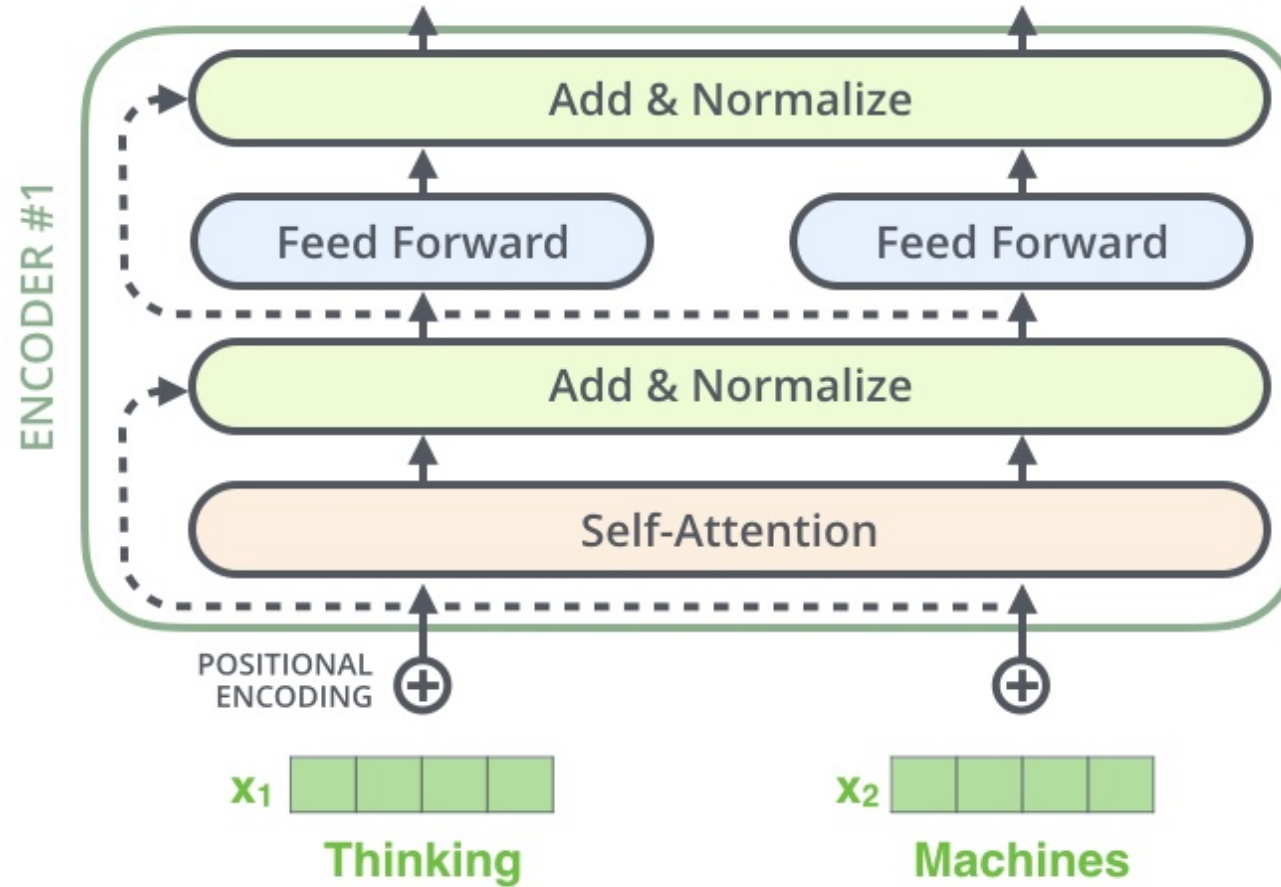 ENCODER #1
Add & Normalize
Feed Forward
Feed Forward
Add & Normalize
Self-Attention
POSITIONAL
ENCODING
x₁
x₂
Thinking
Machines